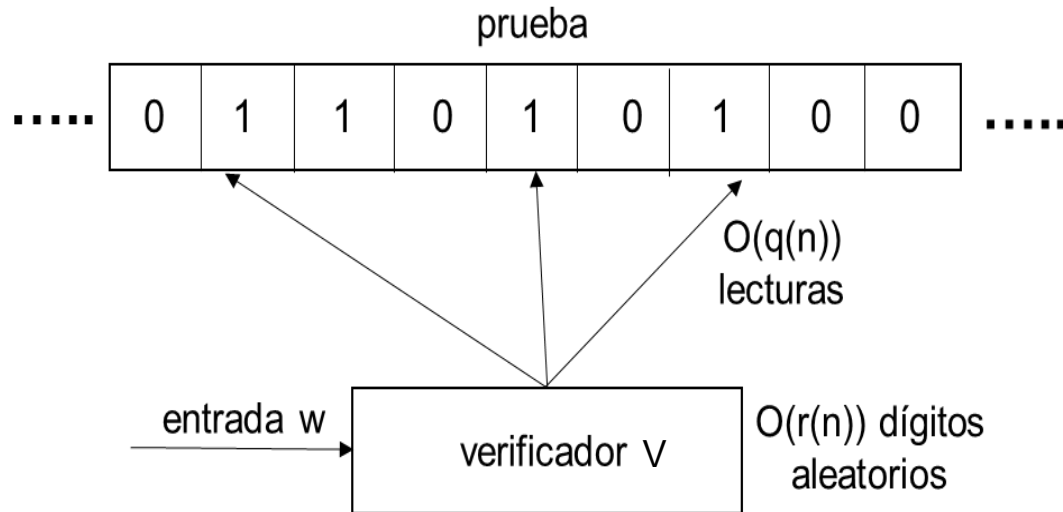 prueba
..... 0 1 1 0 1 0 1 0 0 .....
O(q(n))
lecturas
entrada w
verificador V
O(r(n)) dígitos
aleatorios